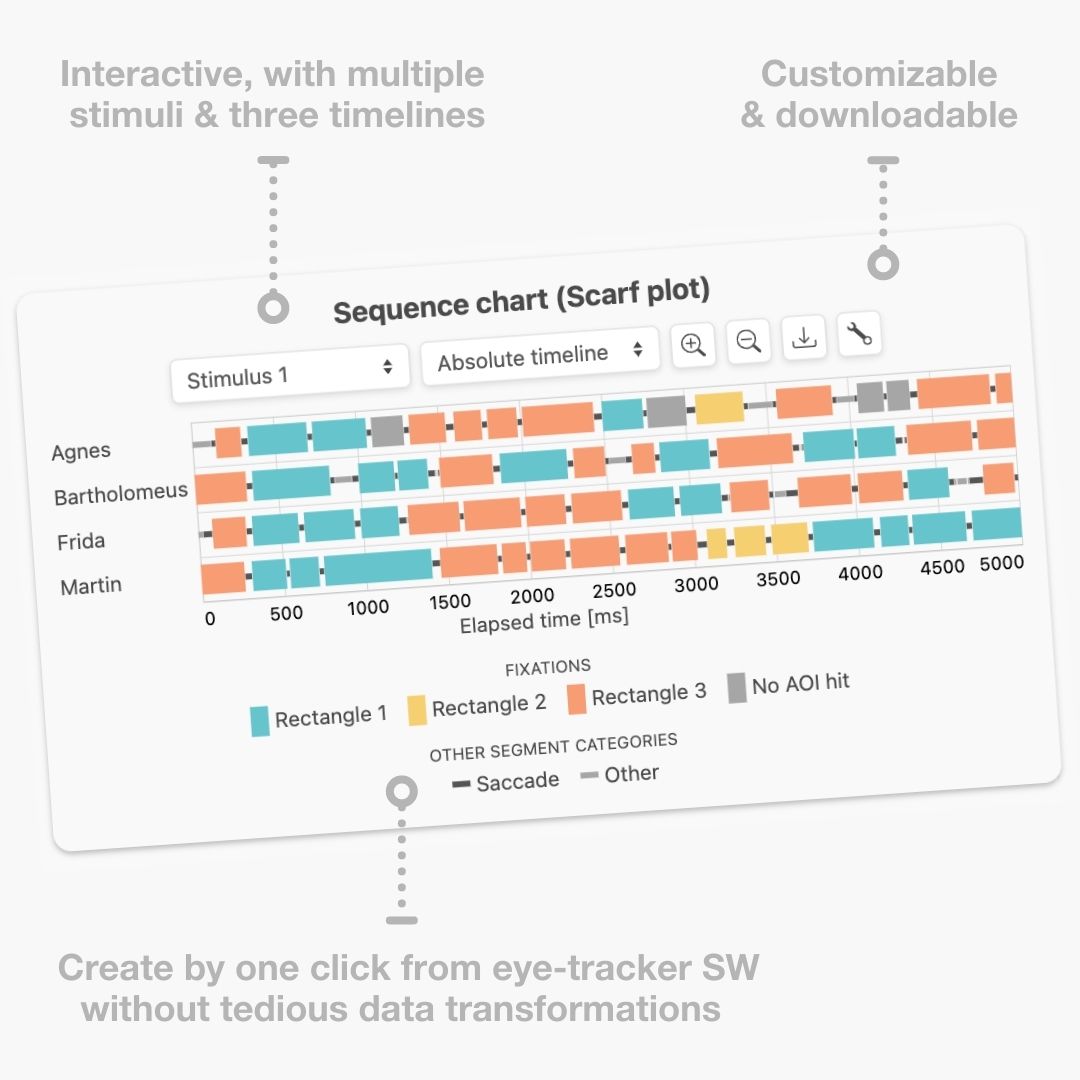 Interactive, with multiple
stimuli & three timelines
Customizable
& downloadable
Sequence chart (Scarf plot)
Stimulus 1
Absolute timeline
Agnes
Bartholomeus
Frida
Martin
0 500 1000 1500 2000 2500 3000 3500 4000 4500 5000
Elapsed time [ms]
FIXATIONS
Rectangle 1 Rectangle 2 Rectangle 3 No AOI hit
OTHER SEGMENT CATEGORIES
Saccade Other
Create by one click from eye-tracker SW
without tedious data transformations